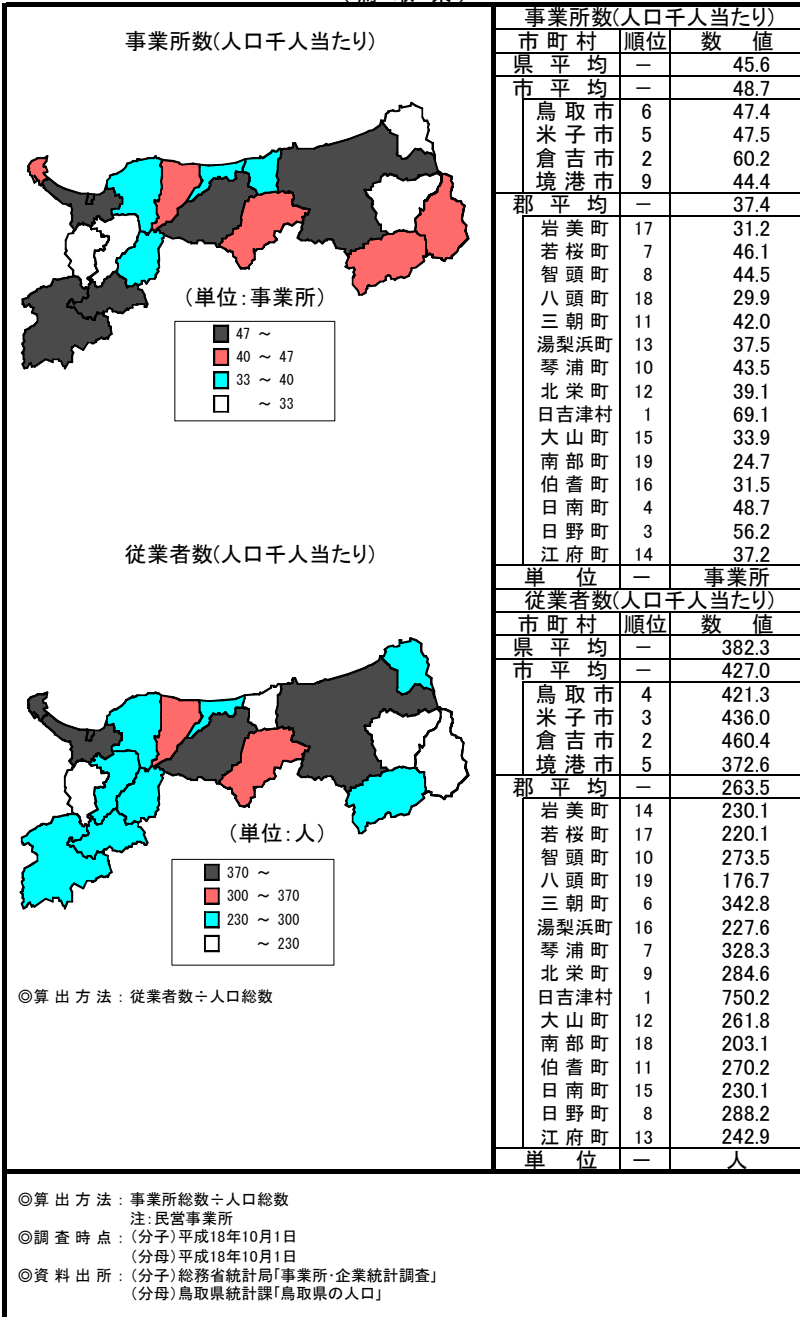 事業所数(人口千人当たり)
(単位:事業所)
47 ~
40 ~ 47
33 ~ 40
~ 33
従業者数(人口千人当たり)
(単位:人)
370 ~
300 ~ 370
230 ~ 300
~ 230
◎算出方法:従業者数÷人口総数
事業所数(人口千人当たり)
市町村 順位 数値
県平均 － 45.6
市平均 － 48.7
鳥取市 6 47.4
米子市 5 47.5
倉吉市 2 60.2
境港市 9 44.4
郡平均 － 37.4
岩美町 17 31.2
若桜町 7 46.1
智頭町 8 44.5
八頭町 18 29.9
三朝町 11 42.0
湯梨浜町 13 37.5
琴浦町 10 43.5
北栄町 12 39.1
日吉津村 1 69.1
大山町 15 33.9
南部町 19 24.7
伯耆町 16 31.5
日南町 4 48.7
日野町 3 56.2
江府町 14 37.2
単位 － 事業所
従業者数(人口千人当たり)
市町村 順位 数値
県平均 － 382.3
市平均 － 427.0
鳥取市 4 421.3
米子市 3 436.0
倉吉市 2 460.4
境港市 5 372.6
郡平均 － 263.5
岩美町 14 230.1
若桜町 17 220.1
智頭町 10 273.5
八頭町 19 176.7
三朝町 6 342.8
湯梨浜町 16 227.6
琴浦町 7 328.3
北栄町 9 284.6
日吉津村 1 750.2
大山町 12 261.8
南部町 18 203.1
伯耆町 11 270.2
日南町 15 230.1
日野町 8 288.2
江府町 13 242.9
単位 － 人
◎算出方法:事業所総数÷人口総数
注:民営事業所
◎調査時点:(分子)平成18年10月1日
(分母)平成18年10月1日
◎資料出所:(分子)総務省統計局「事業所・企業統計調査」
(分母)鳥取県統計課「鳥取県の人口」